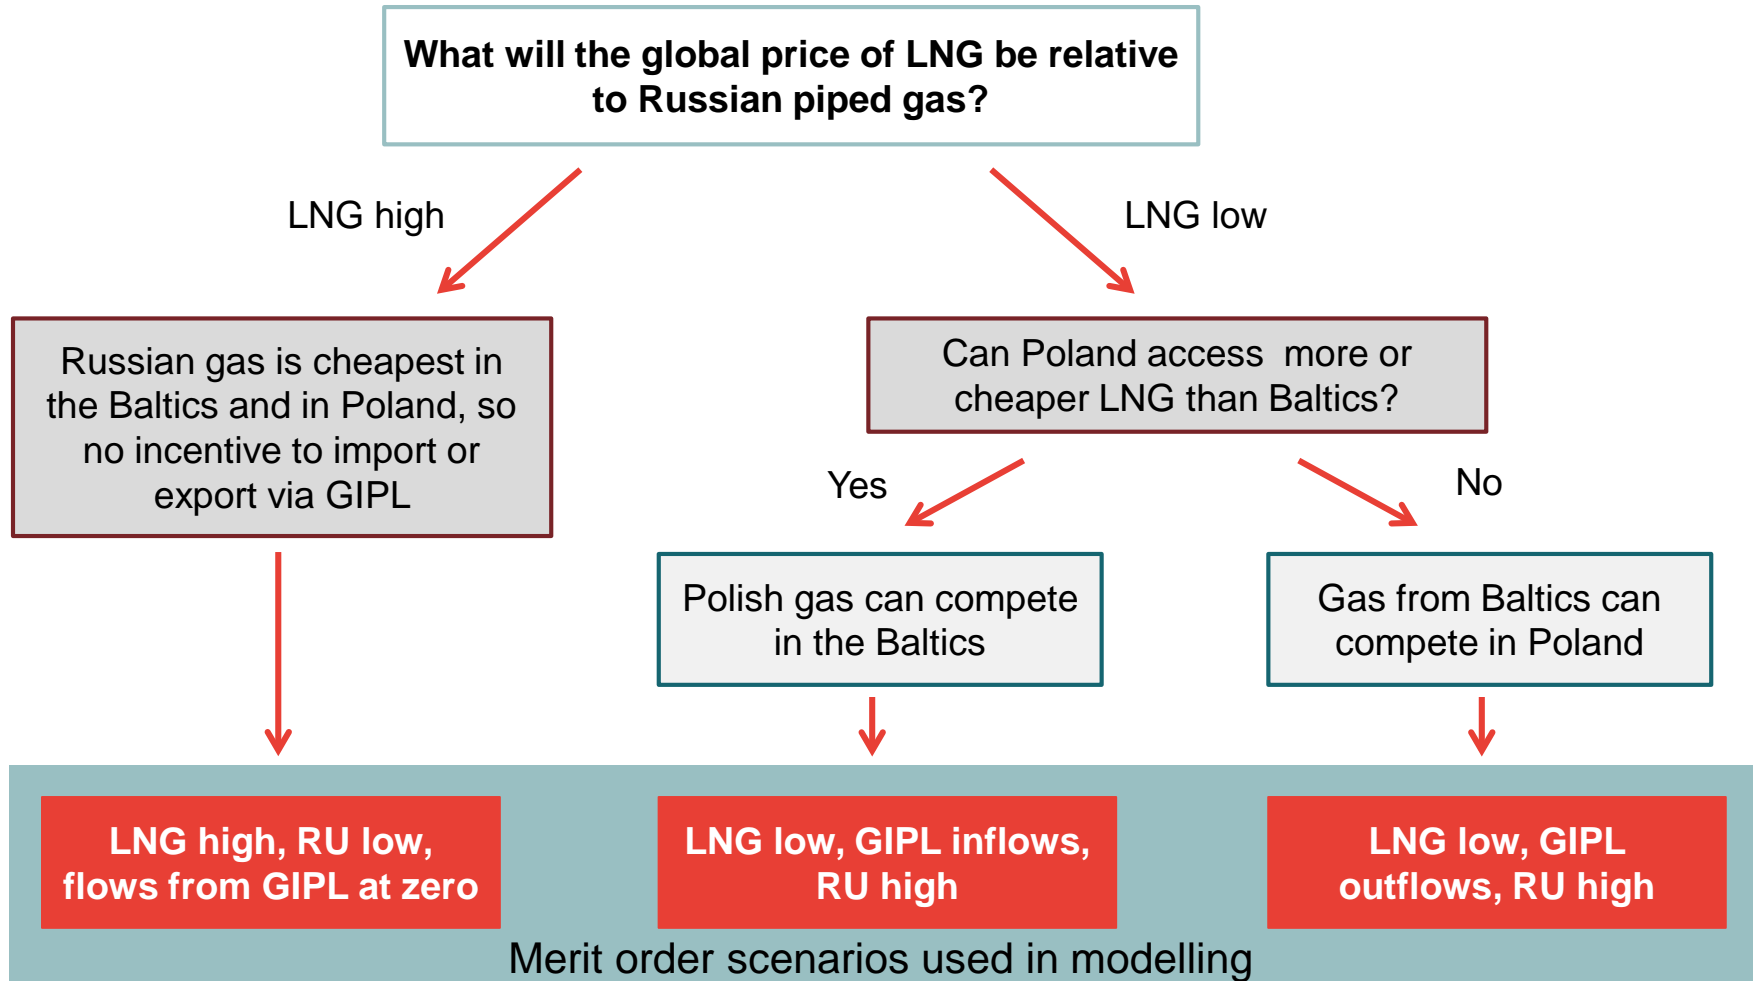 What will the global price of LNG be relative
to Russian piped gas?
LNG high
LNG low
Russian gas is cheapest in
the Baltics and in Poland, so
no incentive to import or
export via GIPL
Can Poland access  more or
cheaper LNG than Baltics?
Yes
No
Polish gas can compete
in the Baltics
Gas from Baltics can
compete in Poland
LNG high, RU low,
flows from GIPL at zero
LNG low, GIPL inflows,
RU high
LNG low, GIPL
outflows, RU high
Merit order scenarios used in modelling